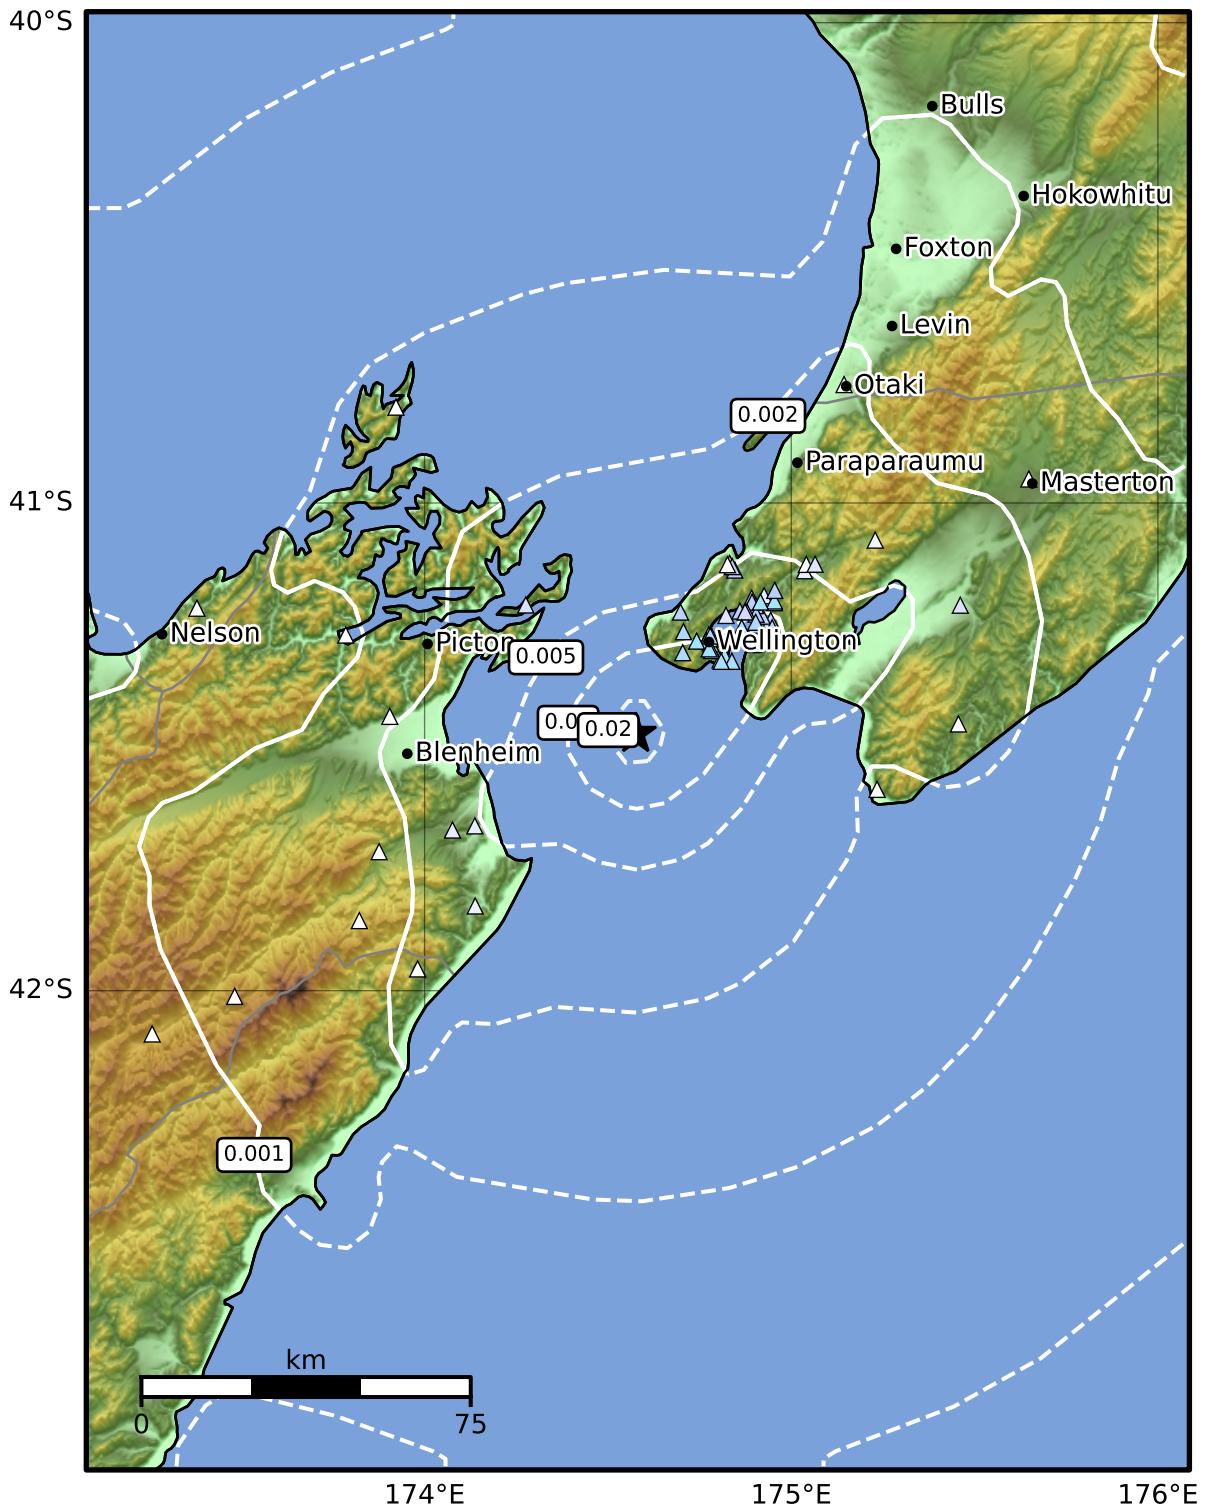 40°S
Bulls
Hokowhitu
Foxton
Levin
Otaki
0.002
Paraparaumu
Masterton
41°S
Nelson
Picton
Wellington
0.005
0.02
Blenheim
42°S
0.001
km
0 75
174°E 175°E 176°E